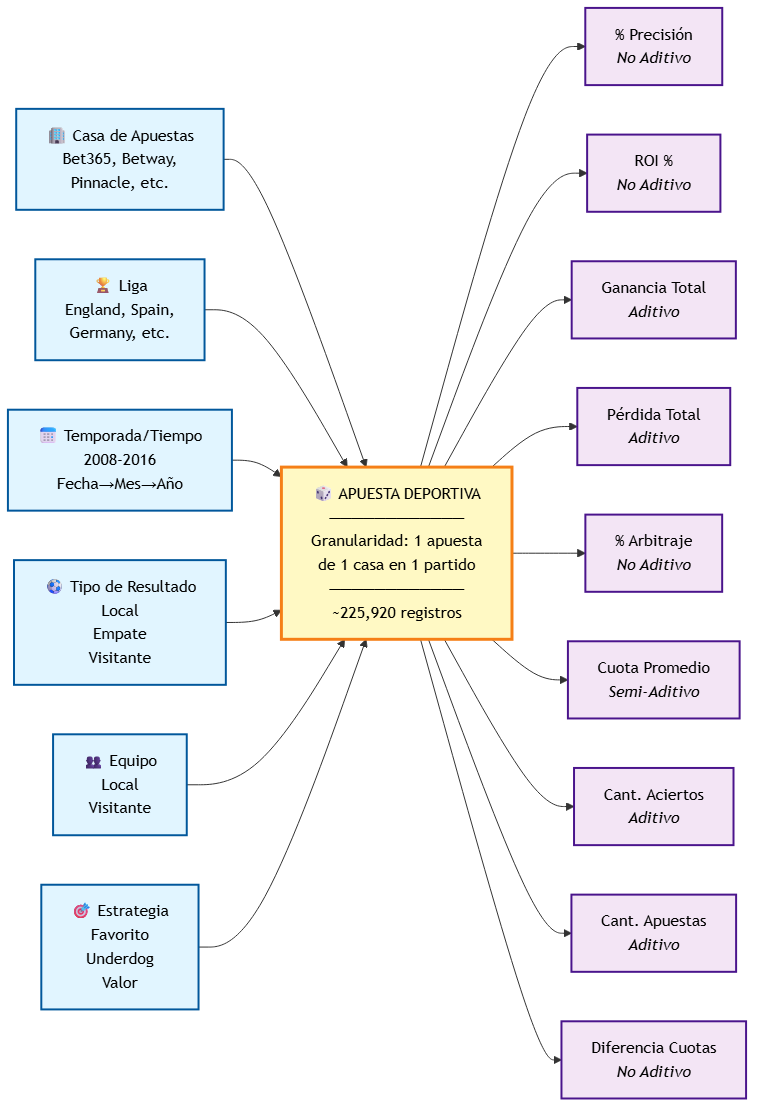 Casa de Apuestas
Bet365, Betway,
Pinnacle, etc.
Liga
England, Spain,
Germany, etc.
Temporada/Tiempo
2008-2016
Fecha→Mes→Año
Tipo de Resultado
Local
Empate
Visitante
Equipo
Local
Visitante
Estrategia
Favorito
Underdog
Valor
APUESTA DEPORTIVA
Granularidad: 1 apuesta
de 1 casa en 1 partido
~225,920 registros
% Precisión
No Aditivo
ROI %
No Aditivo
Ganancia Total
Aditivo
Pérdida Total
Aditivo
% Arbitraje
No Aditivo
Cuota Promedio
Semi-Aditivo
Cant. Aciertos
Aditivo
Cant. Apuestas
Aditivo
Diferencia Cuotas
No Aditivo